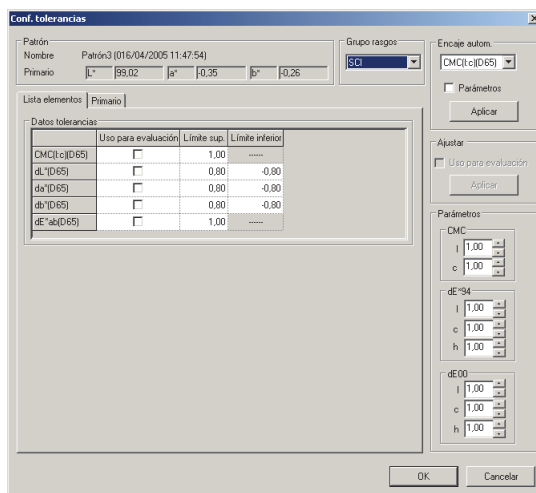 Conf. tolerancias
Patrón
Nombre Patrón3 (016/04/2005 11:47:54)
Primario L* 99,02 a* -0,35 b* -0,26
Grupo rasgos
SCI
Encaje autom.
CMC(l:c)(D65)
Parámetros
Aplicar
Lista elementos Primario
Datos tolerancias
Uso para evaluación Límite sup. Límite inferior
CMC(l:c)(D65) 1,00 ------
dL*(D65) 0,80 -0,80
da*(D65) 0,80 -0,80
db*(D65) 0,80 -0,80
dE*ab(D65) 1,00 ------
Ajustar
Uso para evaluación
Aplicar
Parámetros
CMC
l 1,00
c 1,00
dE*94
l 1,00
c 1,00
h 1,00
dE00
l 1,00
c 1,00
h 1,00
OK Cancelar